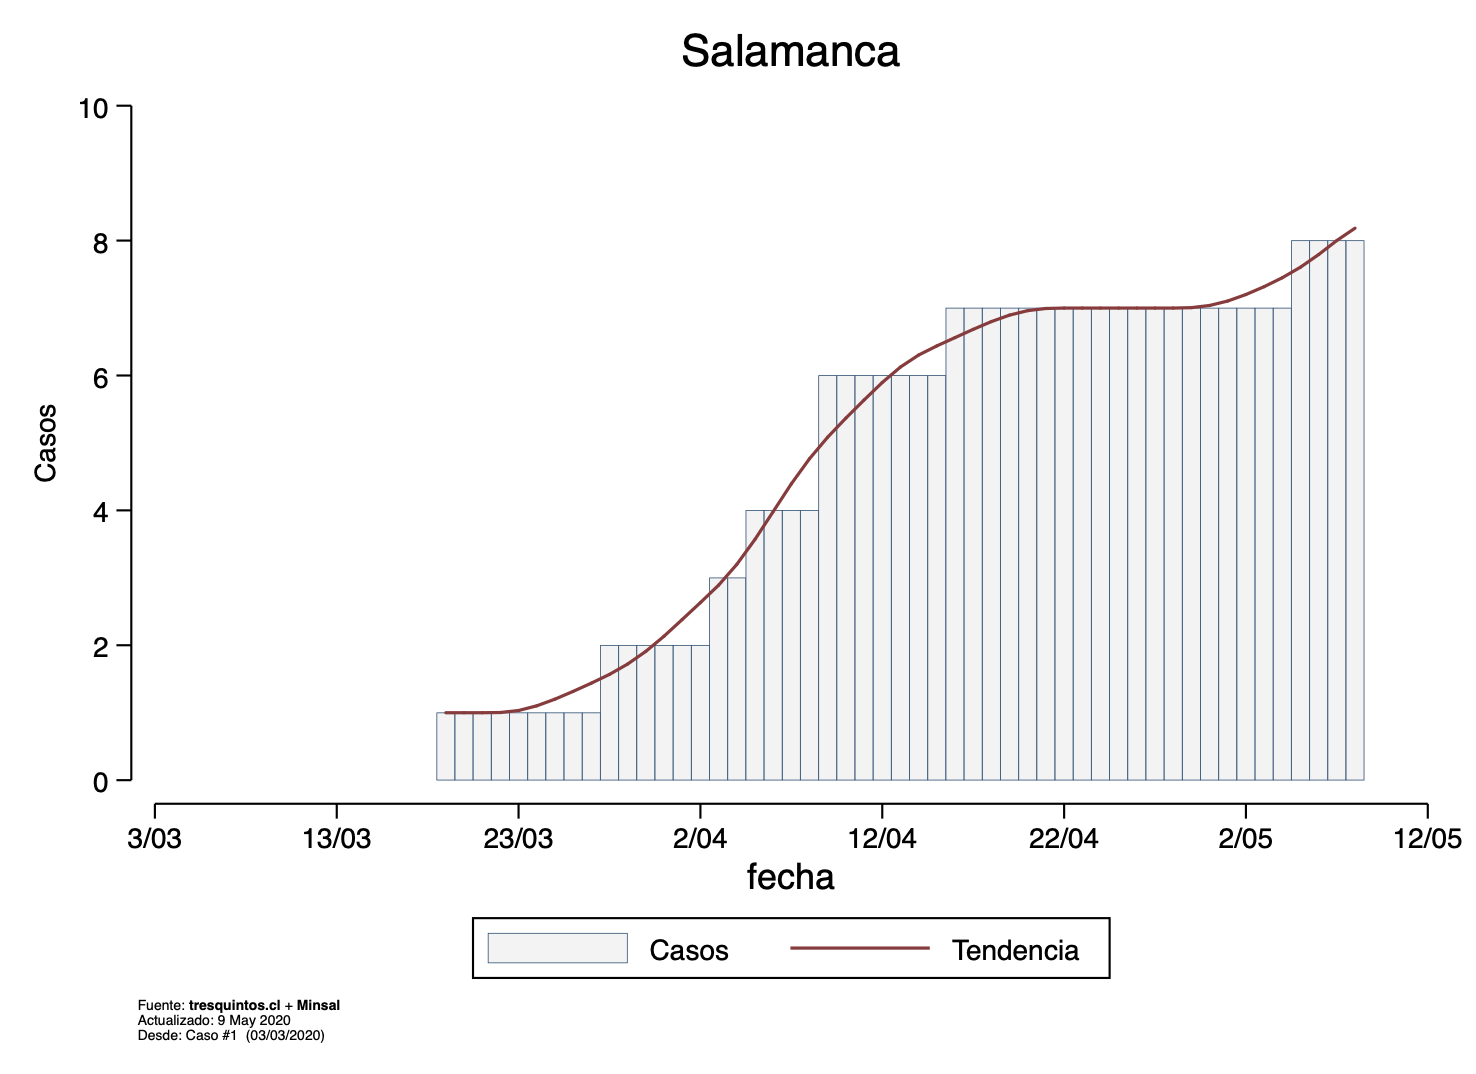 Salamanca
10
8
6
4
2
0
Casos
3/03 13/03 23/03 2/04 12/04 22/04 2/05 12/05
fecha
Casos Tendencia
Fuente: tresquintos.cl + Minsal
Actualizado: 9 May 2020
Desde: Caso #1 (03/03/2020)